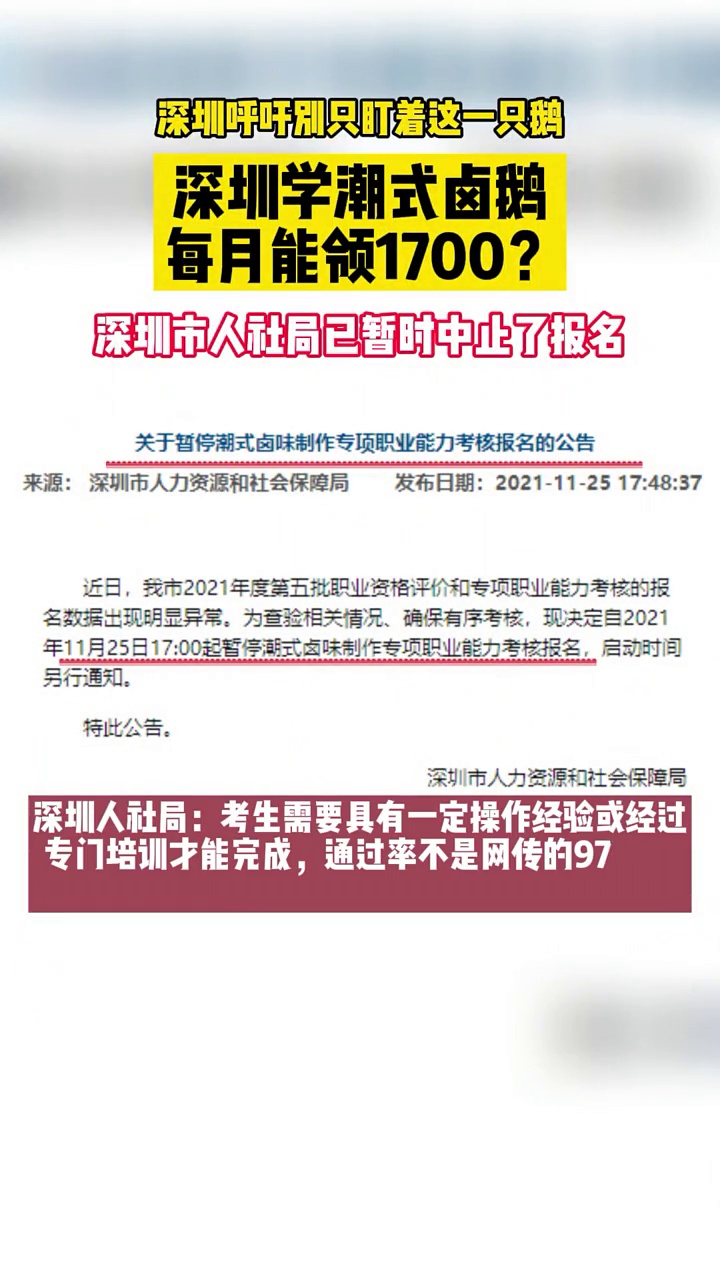 深圳呼吁别只盯着这一只鹅
深圳学潮式卤鹅
每月能领1700？
深圳市人社局已暂时中止了报名
关于暂停潮式卤味制作专项职业能力考核报名的公告
来源： 深圳市人力资源和社会保障局 发布日期：2021-11-25 17:48:37
近日，我市2021年度第五批职业资格评价和专项职业能力考核的报
名数据出现明显异常。为查验相关情况、确保有序考核，现决定自2021
年11月25日17:00起暂停潮式卤味制作专项职业能力考核报名，启动时间
另行通知。
特此公告。
深圳市人力资源和社会保障局
深圳人社局：考生需要具有一定操作经验或经过
专门培训才能完成，通过率不是网传的97